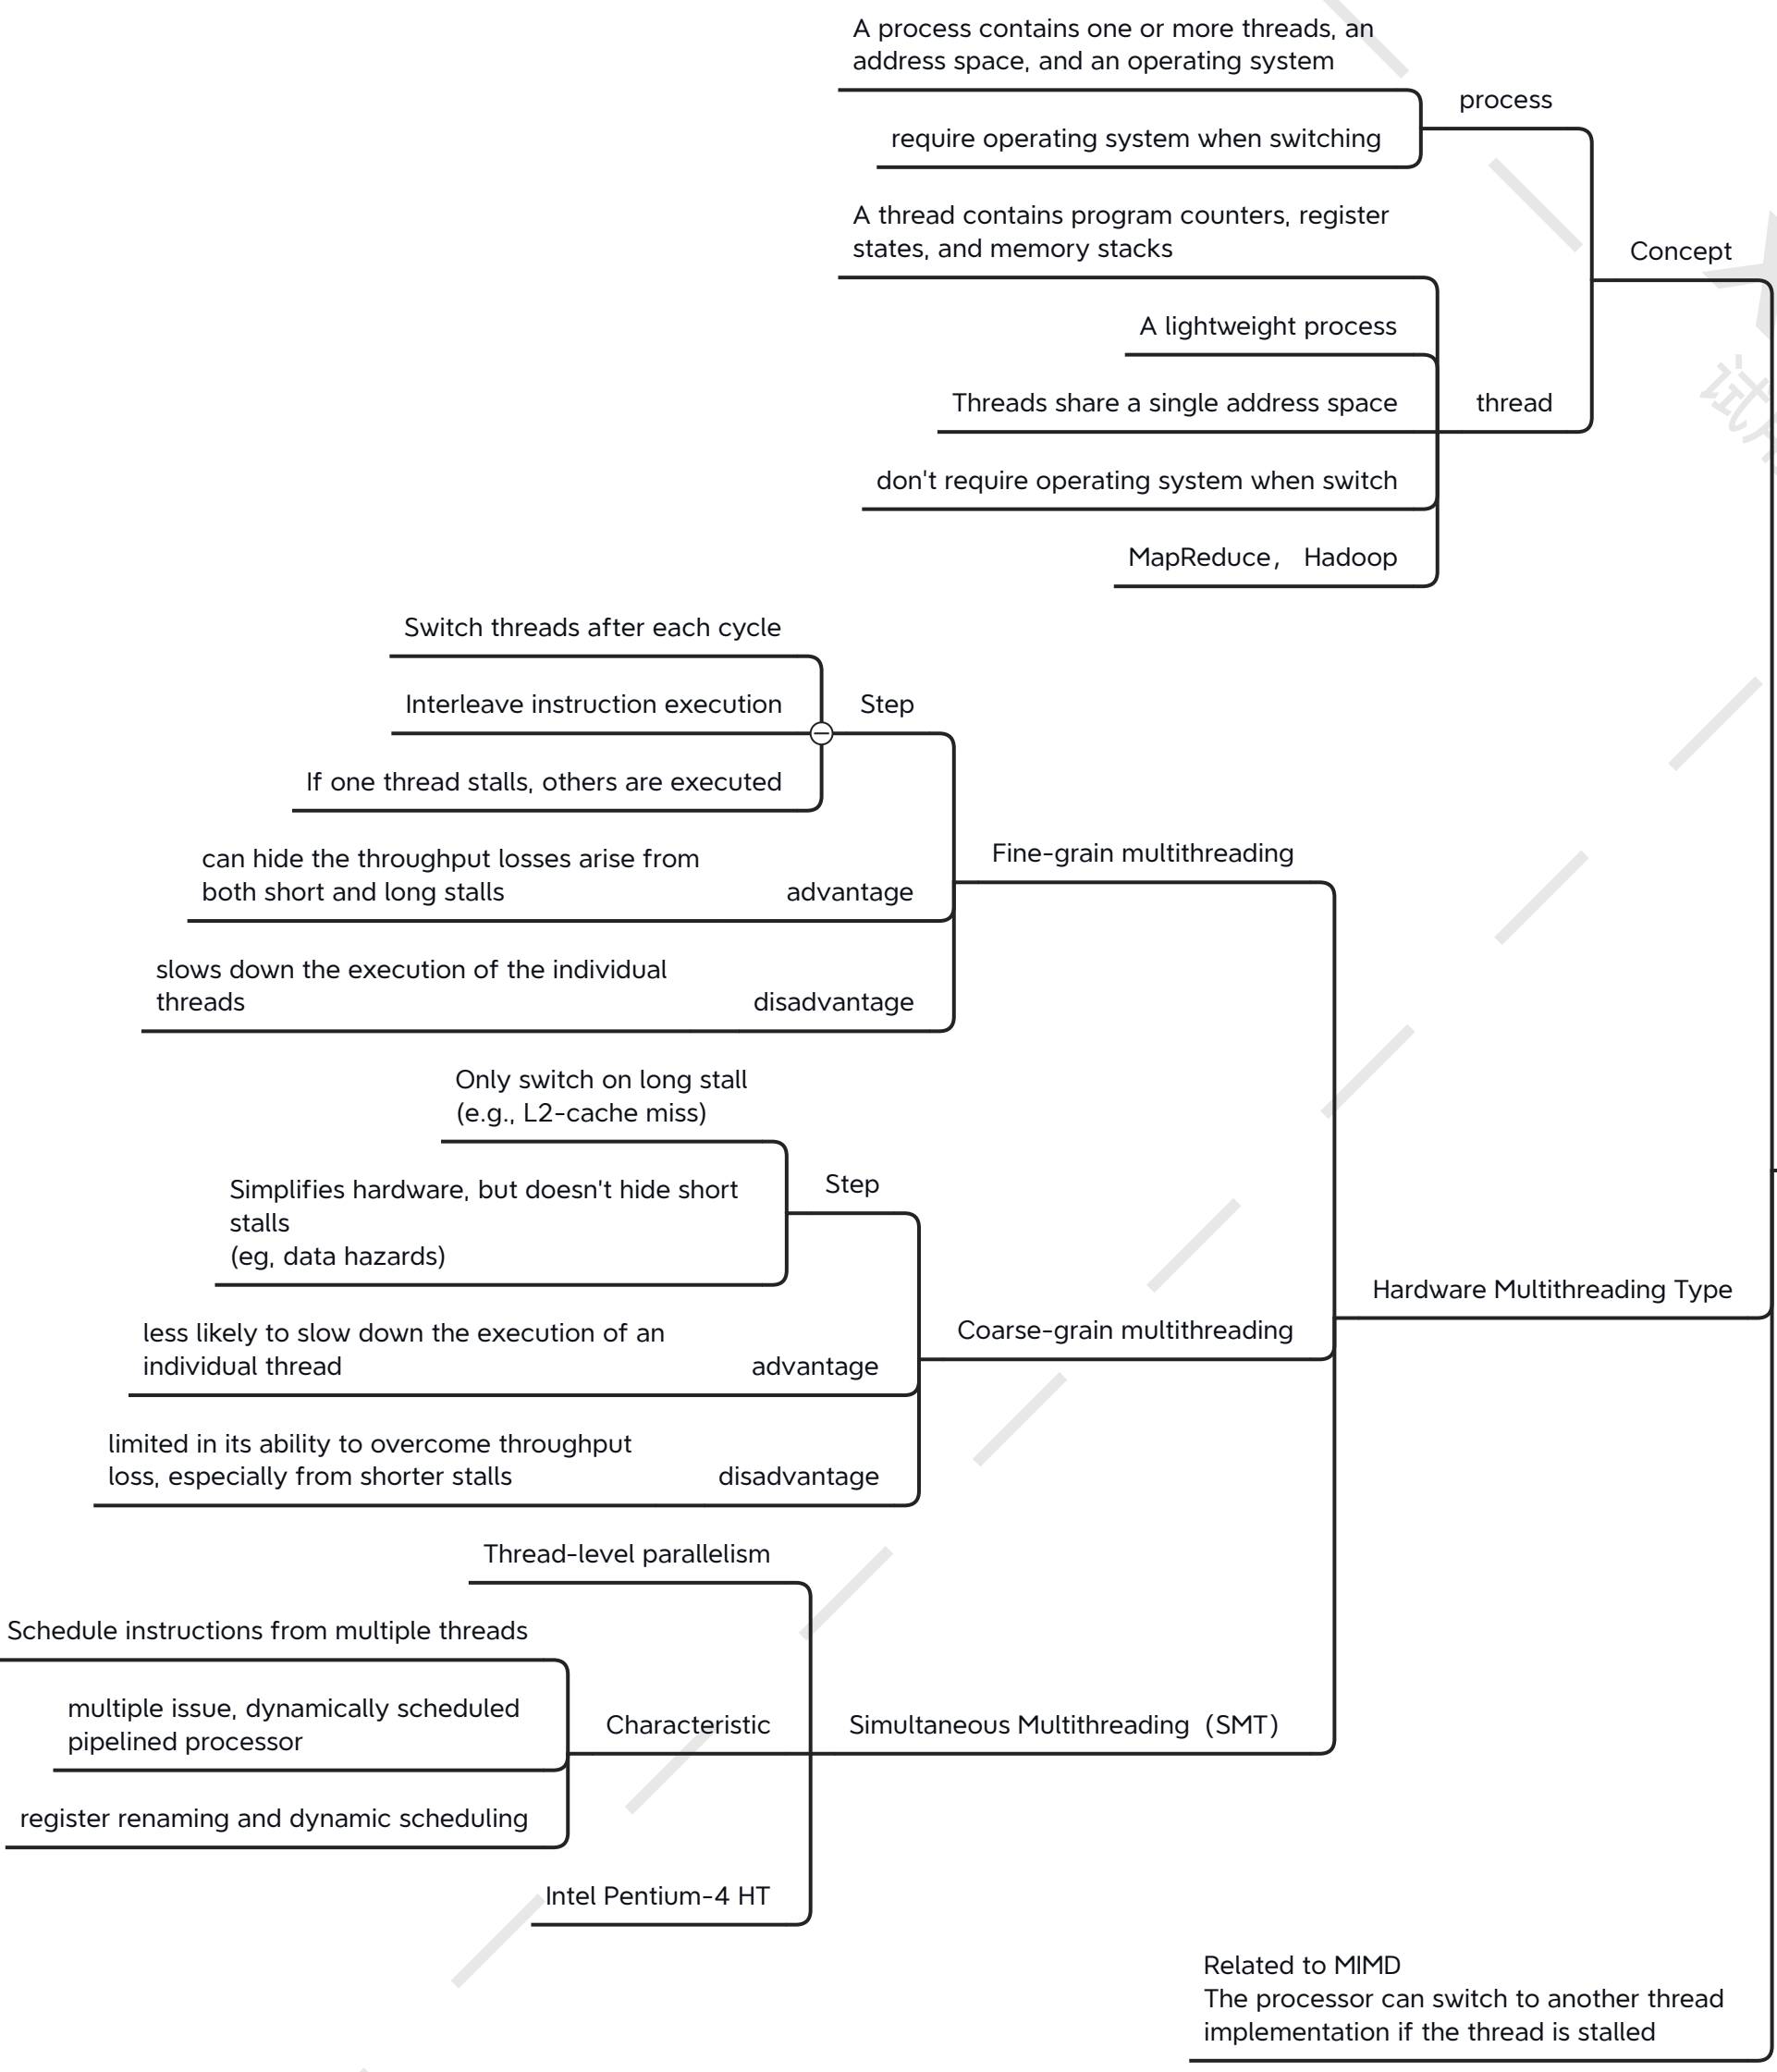 A process contains one or more threads, an
address space, and an operating system
process
require operating system when switching
A thread contains program counters, register
states, and memory stacks
Concept
A lightweight process
Threads share a single address space
thread
don't require operating system when switch
MapReduce， Hadoop
Switch threads after each cycle
Interleave instruction execution
Step
If one thread stalls, others are executed
can hide the throughput losses arise from
both short and long stalls
advantage
Fine-grain multithreading
slows down the execution of the individual
threads
disadvantage
Only switch on long stall
(e.g., L2-cache miss)
Step
Simplifies hardware, but doesn't hide short
stalls
(eg, data hazards)
Hardware Multithreading Type
less likely to slow down the execution of an
individual thread
advantage
Coarse-grain multithreading
limited in its ability to overcome throughput
loss, especially from shorter stalls
disadvantage
Thread-level parallelism
Schedule instructions from multiple threads
multiple issue, dynamically scheduled
pipelined processor
Characteristic
Simultaneous Multithreading（SMT）
register renaming and dynamic scheduling
Intel Pentium-4 HT
Related to MIMD
The processor can switch to another thread
implementation if the thread is stalled
试